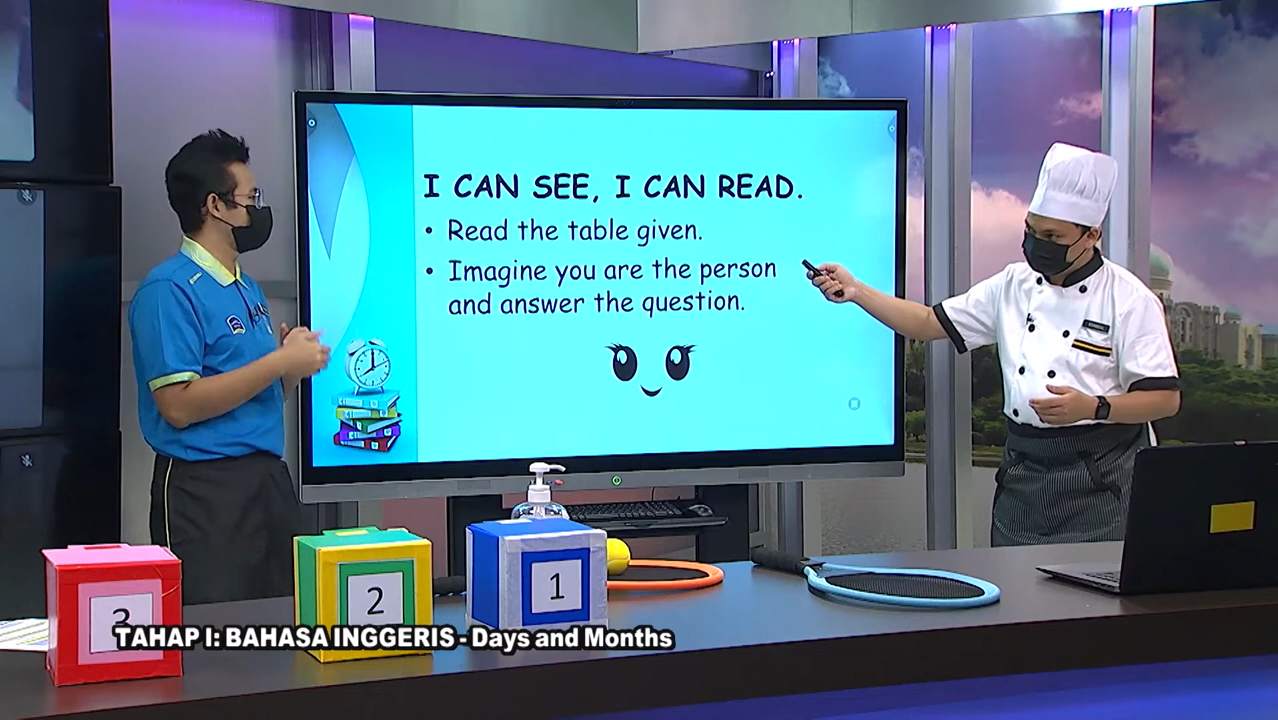 I CAN SEE, I CAN READ.
• Read the table given.
• Imagine you are the person
and answer the question.
3
2
1
TAHAP I: BAHASA INGGERIS - Days and Months